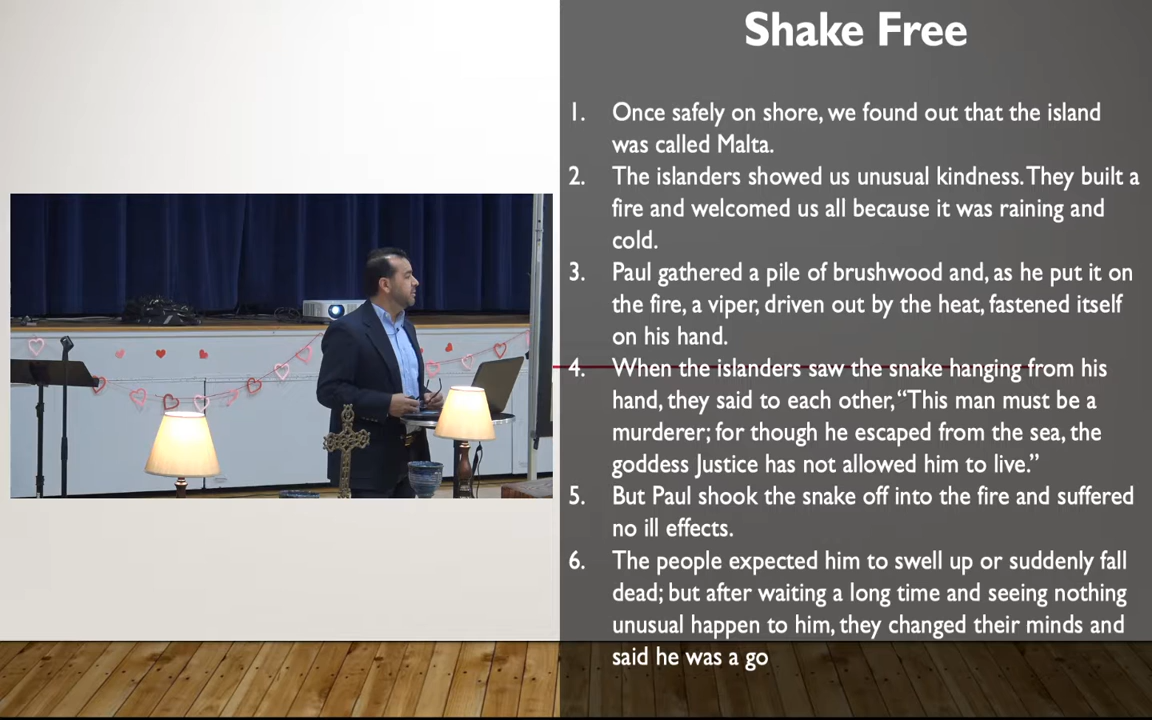 Shake Free
1. Once safely on shore, we found out that the island
was called Malta.
2. The islanders showed us unusual kindness. They built a
fire and welcomed us all because it was raining and
cold.
3. Paul gathered a pile of brushwood and, as he put it on
the fire, a viper, driven out by the heat, fastened itself
on his hand.
4. When the islanders saw the snake hanging from his
hand, they said to each other, “This man must be a
murderer; for though he escaped from the sea, the
goddess Justice has not allowed him to live.”
5. But Paul shook the snake off into the fire and suffered
no ill effects.
6. The people expected him to swell up or suddenly fall
dead; but after waiting a long time and seeing nothing
unusual happen to him, they changed their minds and
said he was a go